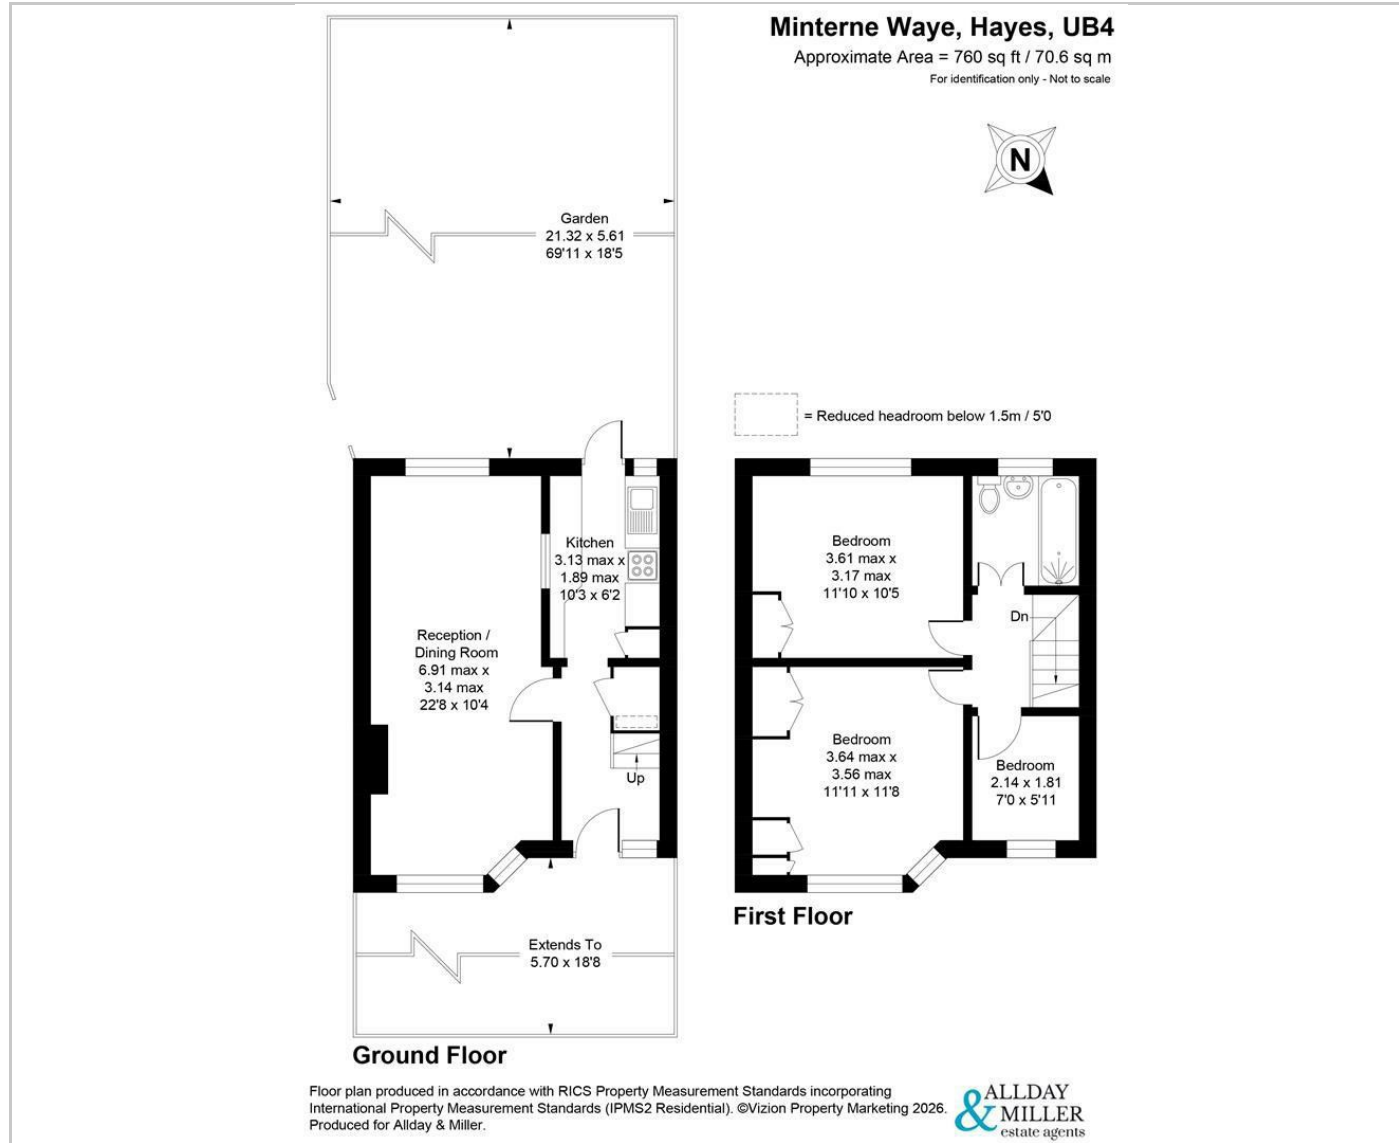 Minterne Waye, Hayes, UB4
Approximate Area = 760 sq ft / 70.6 sq m
For identification only - Not to scale
N
Garden
21.32 x 5.61
69'11 x 18'5
= Reduced headroom below 1.5m / 5'0
Kitchen
3.13 max x
1.89 max
10'3 x 6'2
Reception /
Dining Room
6.91 max x
3.14 max
22'8 x 10'4
Up
Extends To
5.70 x 18'8
Ground Floor
Bedroom
3.61 max x
3.17 max
11'10 x 10'5
Dn
Bedroom
3.64 max x
3.56 max
11'11 x 11'8
Bedroom
2.14 x 1.81
7'0 x 5'11
First Floor
Floor plan produced in accordance with RICS Property Measurement Standards incorporating
International Property Measurement Standards (IPMS2 Residential). ©Vizion Property Marketing 2026.
Produced for Allday & Miller.
ALLDAY
& MILLER
estate agents